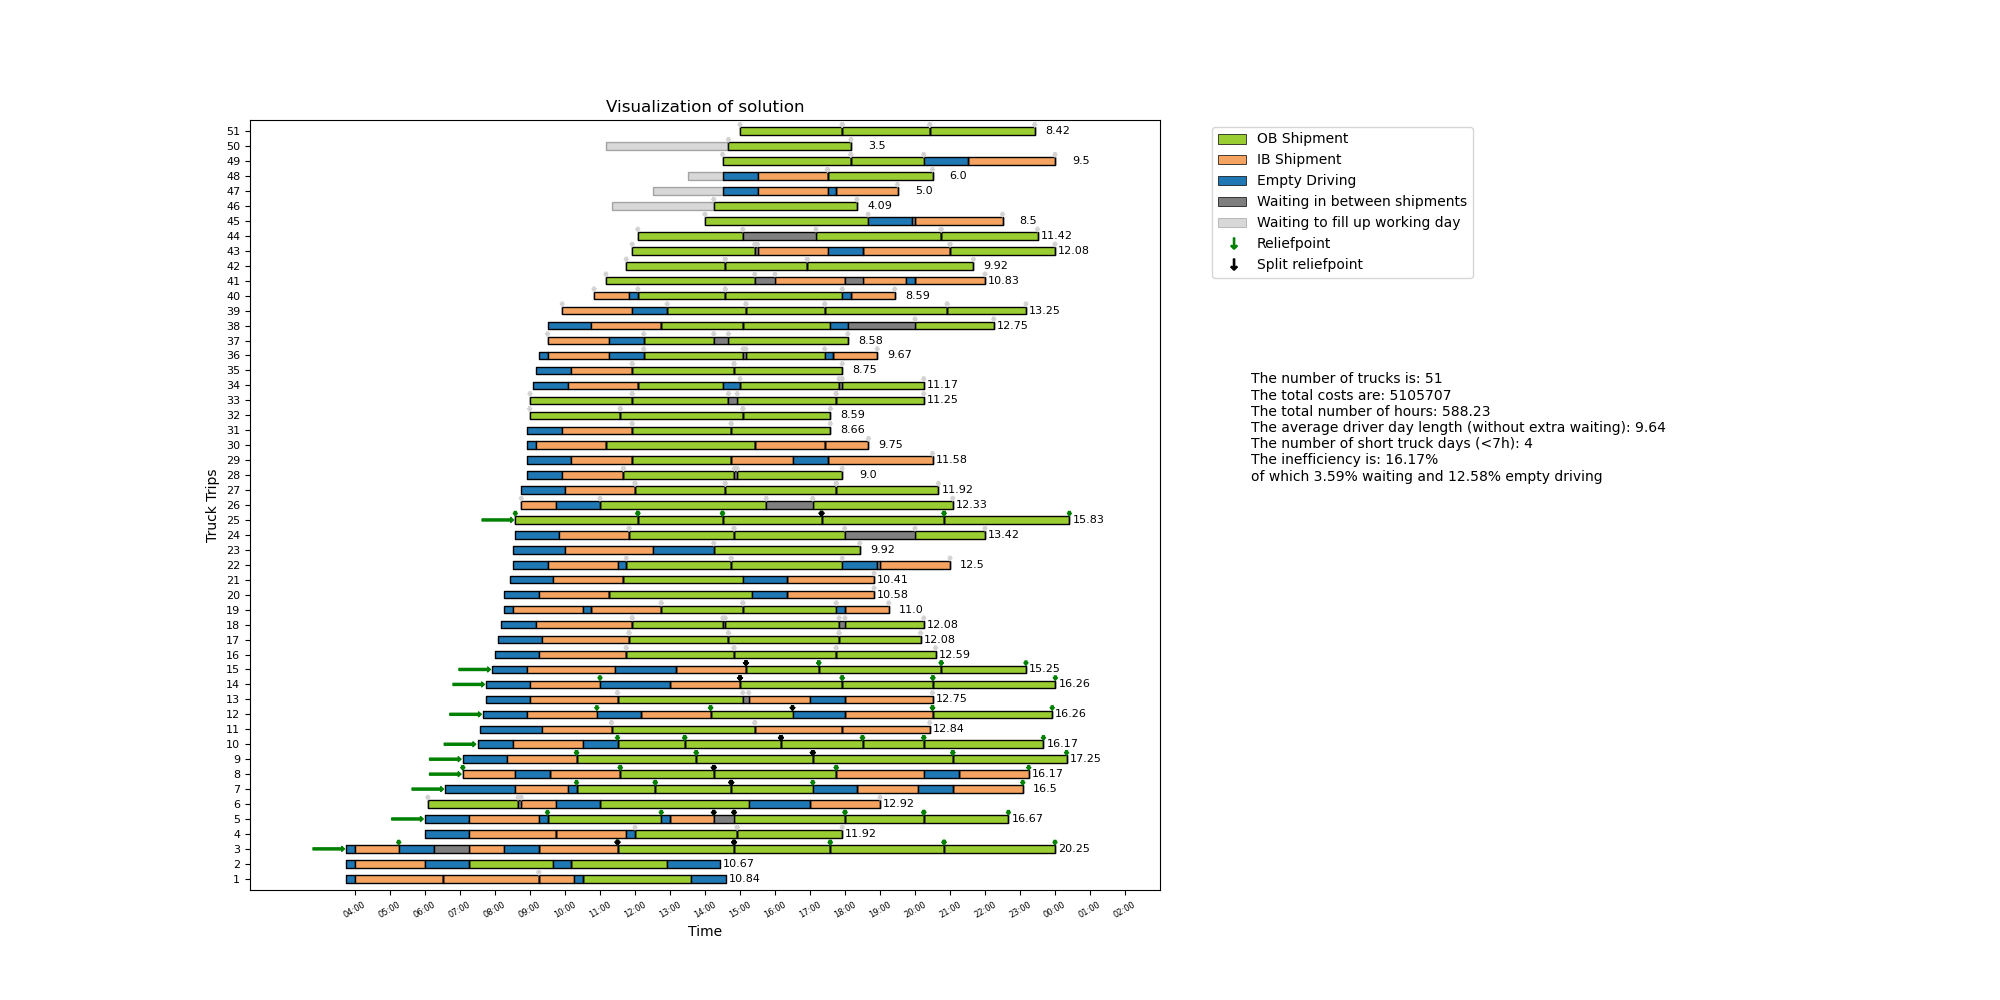 Visualization of solution
51 8.42
50 3.5
49 9.5
48 6.0
47 5.0
46 4.09
45 8.5
44 11.42
43 12.08
42 9.92
41 10.83
40 8.59
39 13.25
38 12.75
37 8.58
36 9.67
35 8.75
34 11.17
33 11.25
32 8.59
31 8.66
30 9.75
29 11.58
28 9.0
27 11.92
26 12.33
25 15.83
24 13.42
23 9.92
22 12.5
21 10.41
20 10.58
19 11.0
18 12.08
17 12.08
16 12.59
15 15.25
14 16.26
13 12.75
12 16.26
11 12.84
10 16.17
9 17.25
8 16.17
7 16.5
6 12.92
5 16.67
4 11.92
3 20.25
2 10.67
1 10.84
Truck Trips
04:00 05:00 06:00 07:00 08:00 09:00 10:00 11:00 12:00 13:00 14:00 15:00 16:00 17:00 18:00 19:00 20:00 21:00 22:00 23:00 00:00 01:00 02:00
Time
OB Shipment
IB Shipment
Empty Driving
Waiting in between shipments
Waiting to fill up working day
Reliefpoint
Split reliefpoint
The number of trucks is: 51
The total costs are: 5105707
The total number of hours: 588.23
The average driver day length (without extra waiting): 9.64
The number of short truck days (<7h): 4
The inefficiency is: 16.17%
of which 3.59% waiting and 12.58% empty driving